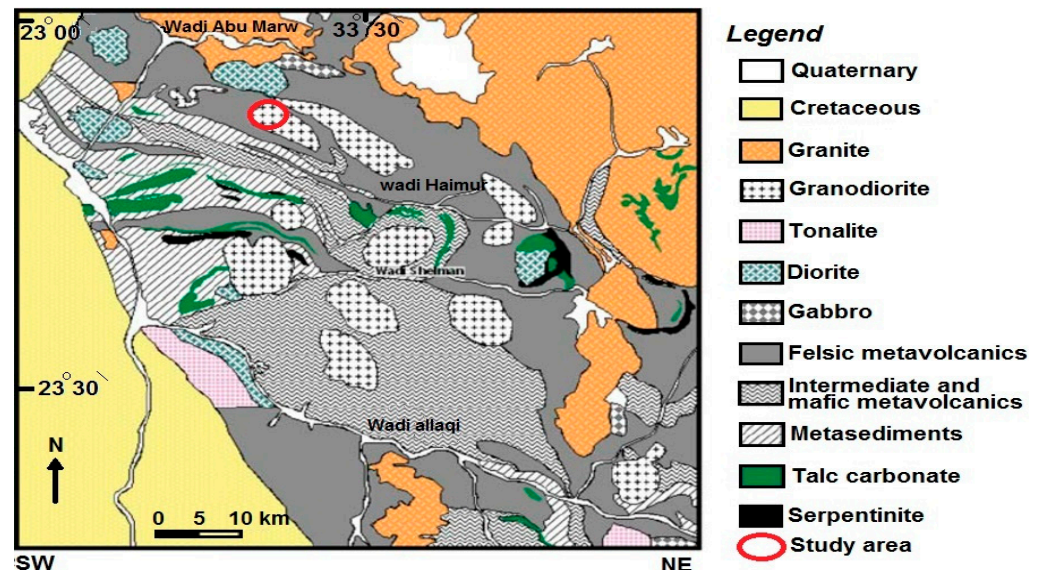 23 00
Wadi Abu Marw
33 30
wadi Haimur
Wadi Shelman
23 30
Wadi allaqi
N
0 5 10 km
SW
NE
Legend
Quaternary
Cretaceous
Granite
Granodiorite
Tonalite
Diorite
Gabbro
Felsic metavolcanics
Intermediate and
mafic metavolcanics
Metasediments
Talc carbonate
Serpentinite
Study area